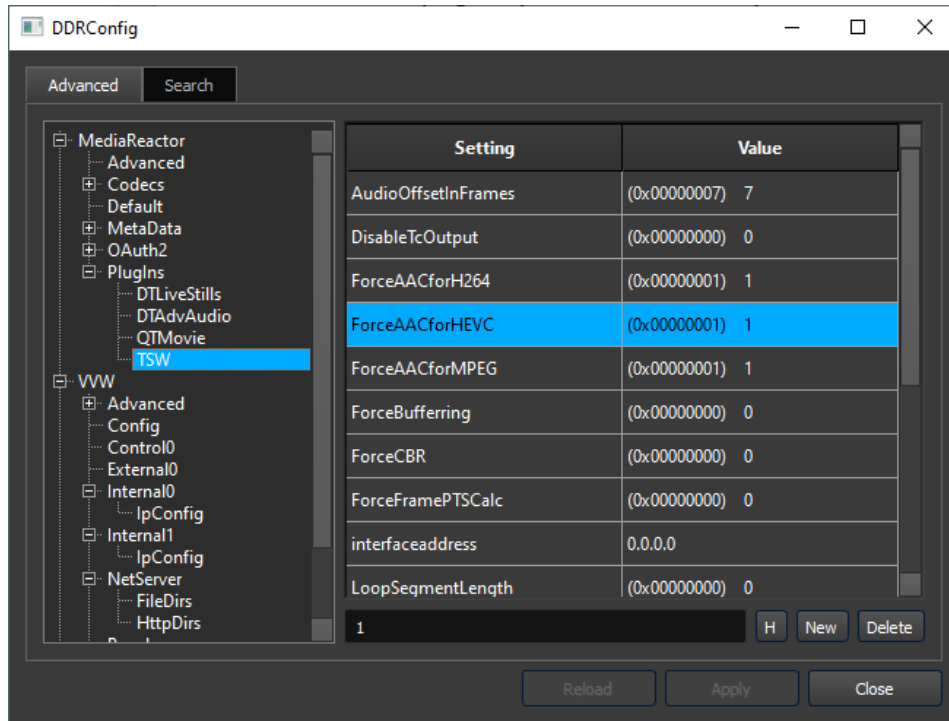 DDRConfig
Advanced
Search
MediaReactor
Advanced
Codecs
Default
MetaData
OAuth2
PlugIns
DTLiveStills
DTAdvAudio
QTMovie
TSW
VVW
Advanced
Config
Control0
External0
Internal0
IpConfig
Internal1
IpConfig
NetServer
FileDirs
HttpDirs
Setting Value
AudioOffsetInFrames (0x00000007) 7
DisableTcOutput (0x00000000) 0
ForceAACforH264 (0x00000001) 1
ForceAACforHEVC (0x00000001) 1
ForceAACforMPEG (0x00000001) 1
ForceBufferring (0x00000000) 0
ForceCBR (0x00000000) 0
ForceFramePTSCalc (0x00000000) 0
interfaceaddress 0.0.0.0
LoopSegmentLength (0x00000000) 0
1
H
New
Delete
Reload
Apply
Close